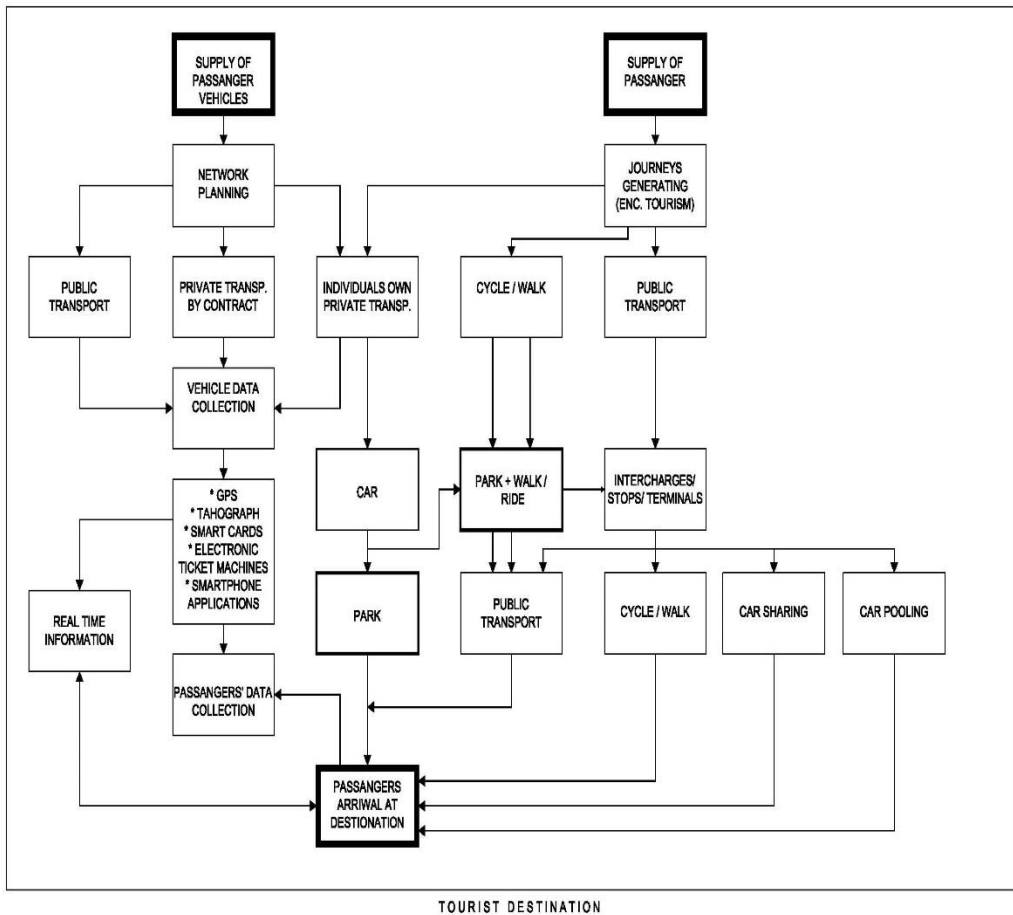 SUPPLY OF
PASSANGER
VEHICLES
SUPPLY OF
PASSANGER
NETWORK
PLANNING
JOURNEYS
GENERATING
(ENC. TOURISM)
PUBLIC
TRANSPORT
PRIVATE TRANSP.
BY CONTRACT
INDIVIDUALS OWN
PRIVATE TRANSP.
CYCLE / WALK
PUBLIC
TRANSPORT
VEHICLE DATA
COLLECTION
CAR
PARK + WALK /
RIDE
INTERCHARGES/
STOPS/ TERMINALS
* GPS
* TAHOGRAPH
* SMART CARDS
* ELECTRONIC
TICKET MACHINES
* SMARTPHONE
APPLICATIONS
REAL TIME
INFORMATION
PARK
PUBLIC
TRANSPORT
CYCLE / WALK
CAR SHARING
CAR POOLING
PASSANGERS' DATA
COLLECTION
PASSANGERS
ARRIWAL AT
DESTIONATION
TOURIST DESTINATION